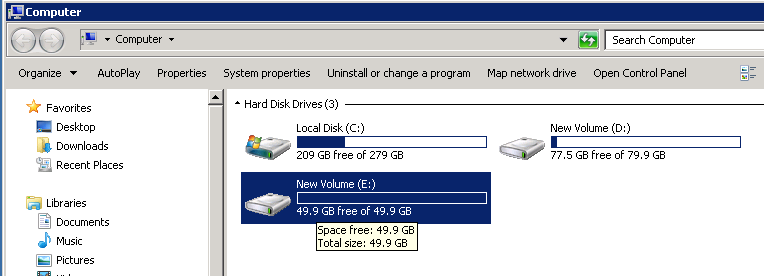 Computer
Computer
Search Computer
Organize AutoPlay Properties System properties Uninstall or change a program Map network drive Open Control Panel
Favorites
Desktop
Downloads
Recent Places
Libraries
Documents
Music
Pictures
Hard Disk Drives (3)
Local Disk (C:)
209 GB free of 279 GB
New Volume (D:)
77.5 GB free of 79.9 GB
New Volume (E:)
49.9 GB free of 49.9 GB
Space free: 49.9 GB
Total size: 49.9 GB